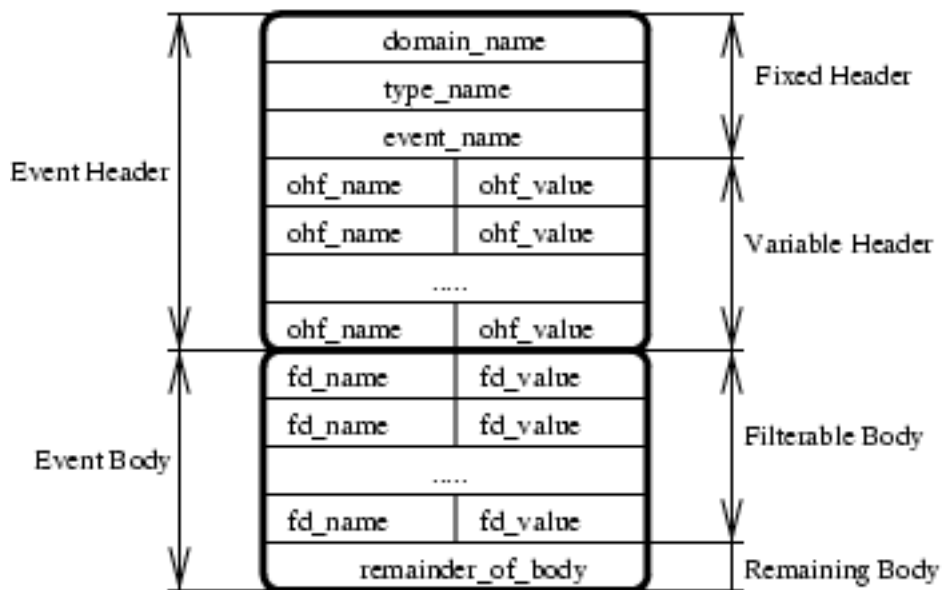 domain_name
type_name
Fixed Header
event_name
Event Header
ohf_name ohf_value
ohf_name ohf_value
Variable Header
.....
ohf_name ohf_value
fd_name fd_value
fd_name fd_value
Filterable Body
Event Body
.....
fd_name fd_value
remainder_of_body
Remaining Body